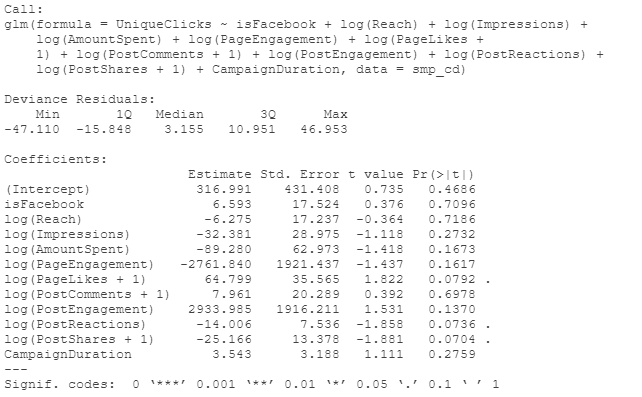 Call:
glm(formula = UniqueClicks ~ isFacebook + log(Reach) + log(Impressions) +
    log(AmountSpent) + log(PageEngagement) + log(PageLikes +
    1) + log(PostComments + 1) + log(PostEngagement) + log(PostReactions) +
    log(PostShares + 1) + CampaignDuration, data = smp_cd)

Deviance Residuals:
    Min       1Q   Median       3Q      Max
-47.110  -15.848    3.155   10.951   46.953

Coefficients:
                       Estimate Std. Error t value Pr(>|t|)
(Intercept)             316.991    431.408   0.735   0.4686
isFacebook                6.593     17.524   0.376   0.7096
log(Reach)               -6.275     17.237  -0.364   0.7186
log(Impressions)        -32.381     28.975  -1.118   0.2732
log(AmountSpent)        -89.280     62.973  -1.418   0.1673
log(PageEngagement)   -2761.840   1921.437  -1.437   0.1617
log(PageLikes + 1)       64.799     35.565   1.822   0.0792 .
log(PostComments + 1)     7.961     20.289   0.392   0.6978
log(PostEngagement)    2933.985   1916.211   1.531   0.1370
log(PostReactions)      -14.006      7.536  -1.858   0.0736 .
log(PostShares + 1)     -25.166     13.378  -1.881   0.0704 .
CampaignDuration          3.543      3.188   1.111   0.2759
---
Signif. codes:  0 ‘***’ 0.001 ‘**’ 0.01 ‘*’ 0.05 ‘.’ 0.1 ‘ ’ 1